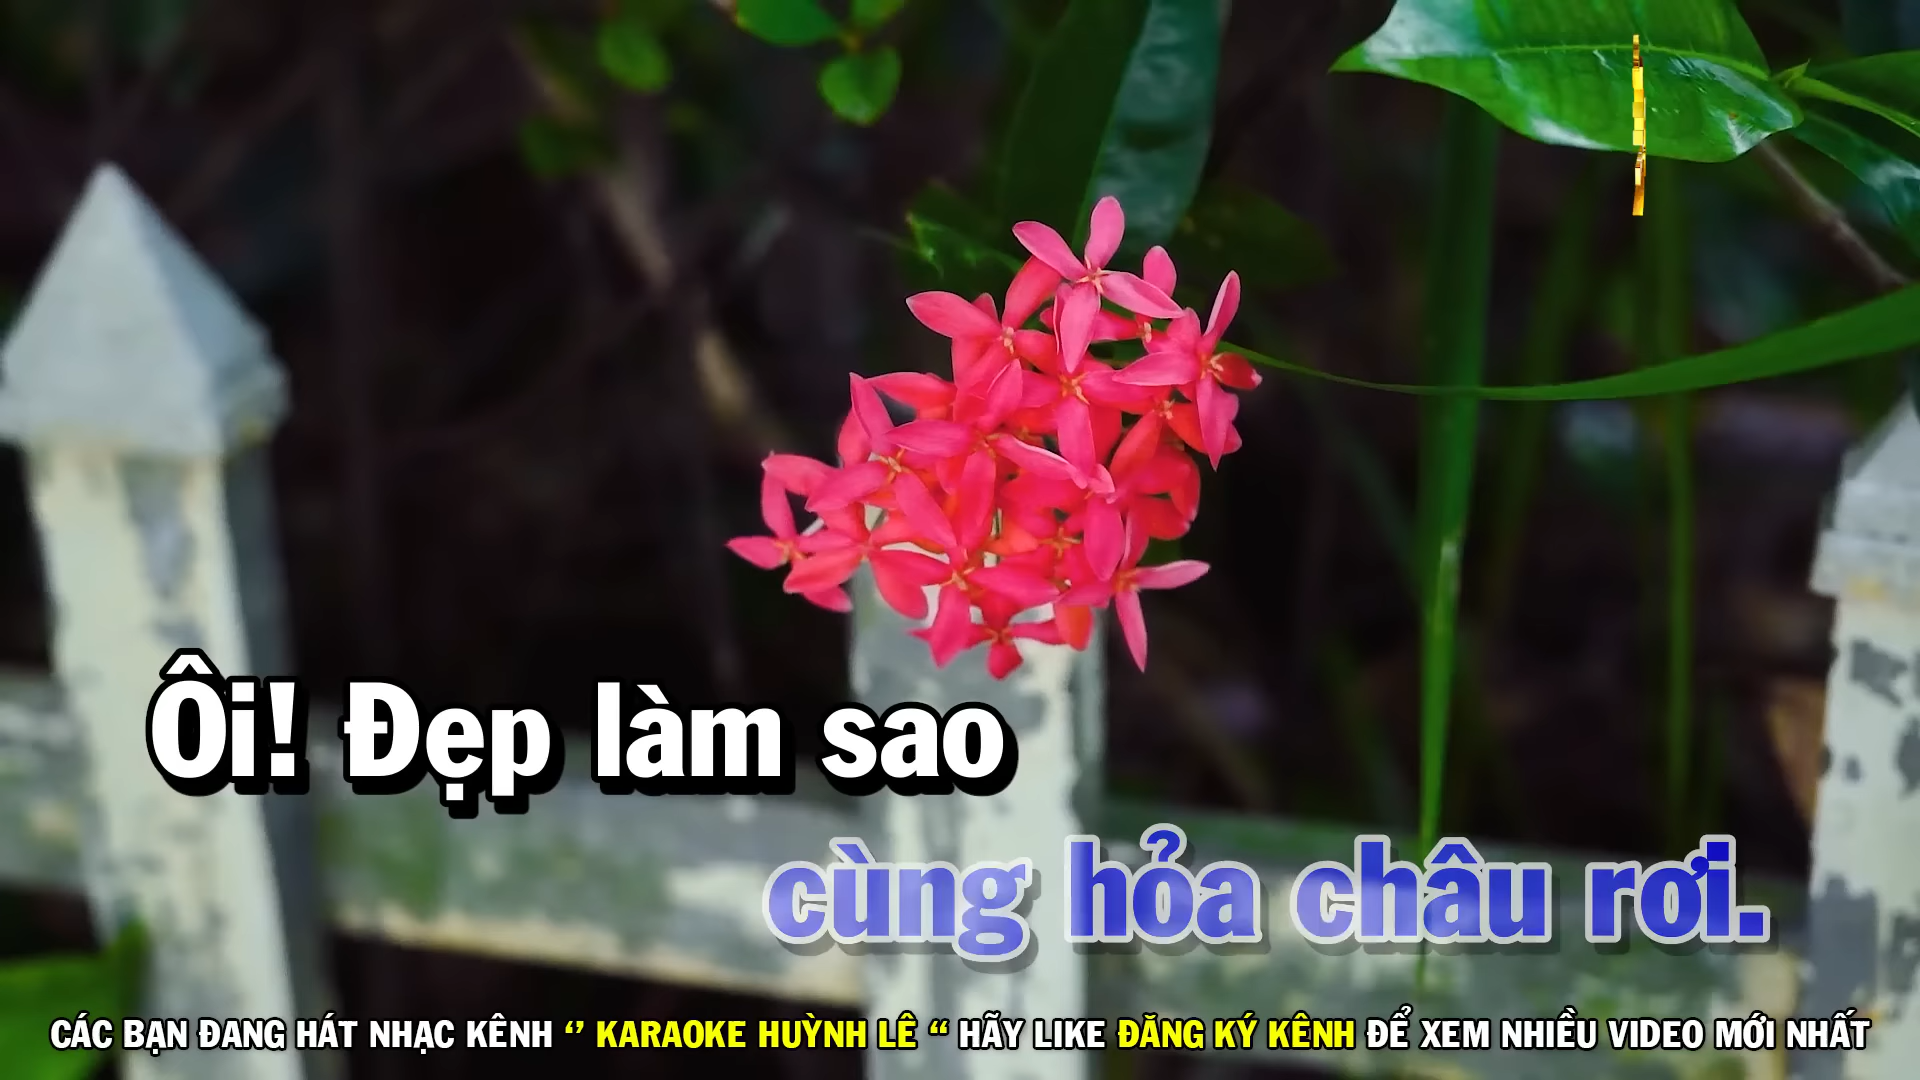 Ôi! Đẹp làm sao
cùng hỏa châu rơi.
CÁC BẠN ĐANG HÁT NHẠC KÊNH ‘’ KARAOKE HUỲNH LÊ “ HÃY LIKE ĐĂNG KÝ KÊNH ĐỂ XEM NHIỀU VIDEO MỚI NHẤT